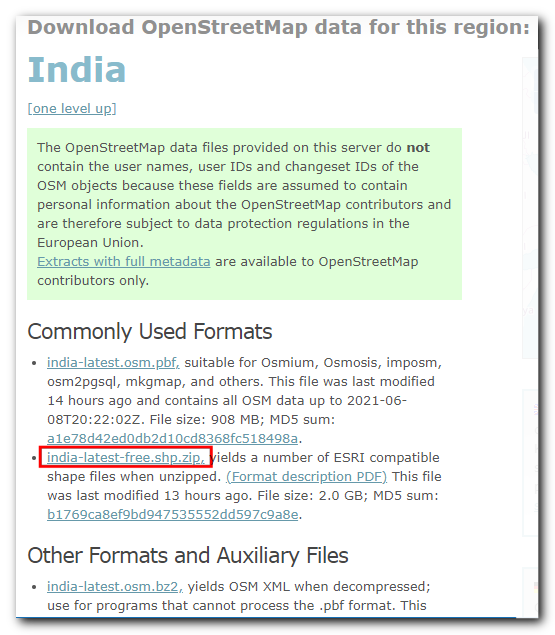 Download OpenStreetMap data for this region:
India
[one level up]
The OpenStreetMap data files provided on this server do not
contain the user names, user IDs and changeset IDs of the
OSM objects because these fields are assumed to contain
personal information about the OpenStreetMap contributors and
are therefore subject to data protection regulations in the
European Union.
Extracts with full metadata are available to OpenStreetMap
contributors only.
Commonly Used Formats
• india-latest.osm.pbf, suitable for Osmium, Osmosis, imposm,
osm2pgsql, mkgmap, and others. This file was last modified
14 hours ago and contains all OSM data up to 2021-06-
08T20:22:02Z. File size: 908 MB; MD5 sum:
a1e78d42ed0db2d10cd8368fc518498a.
• india-latest-free.shp.zip, yields a number of ESRI compatible
shape files when unzipped. (Format description PDF) This file
was last modified 13 hours ago. File size: 2.0 GB; MD5 sum:
b1769ca8ef9bd947535552dd597c9a8e.
Other Formats and Auxiliary Files
• india-latest.osm.bz2, yields OSM XML when decompressed;
use for programs that cannot process the .pbf format. This